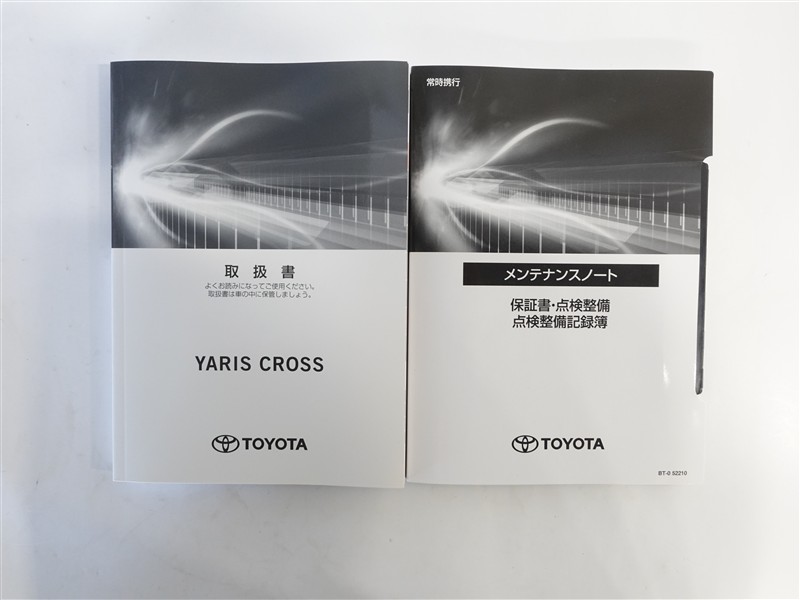 取扱書
よくお読みになってご使用ください。
取扱書は車の中に保管しましょう。
YARIS CROSS
TOYOTA
常時携行
メンテナンスノート
保証書・点検整備
点検整備記録簿
TOYOTA
BT-0 52210